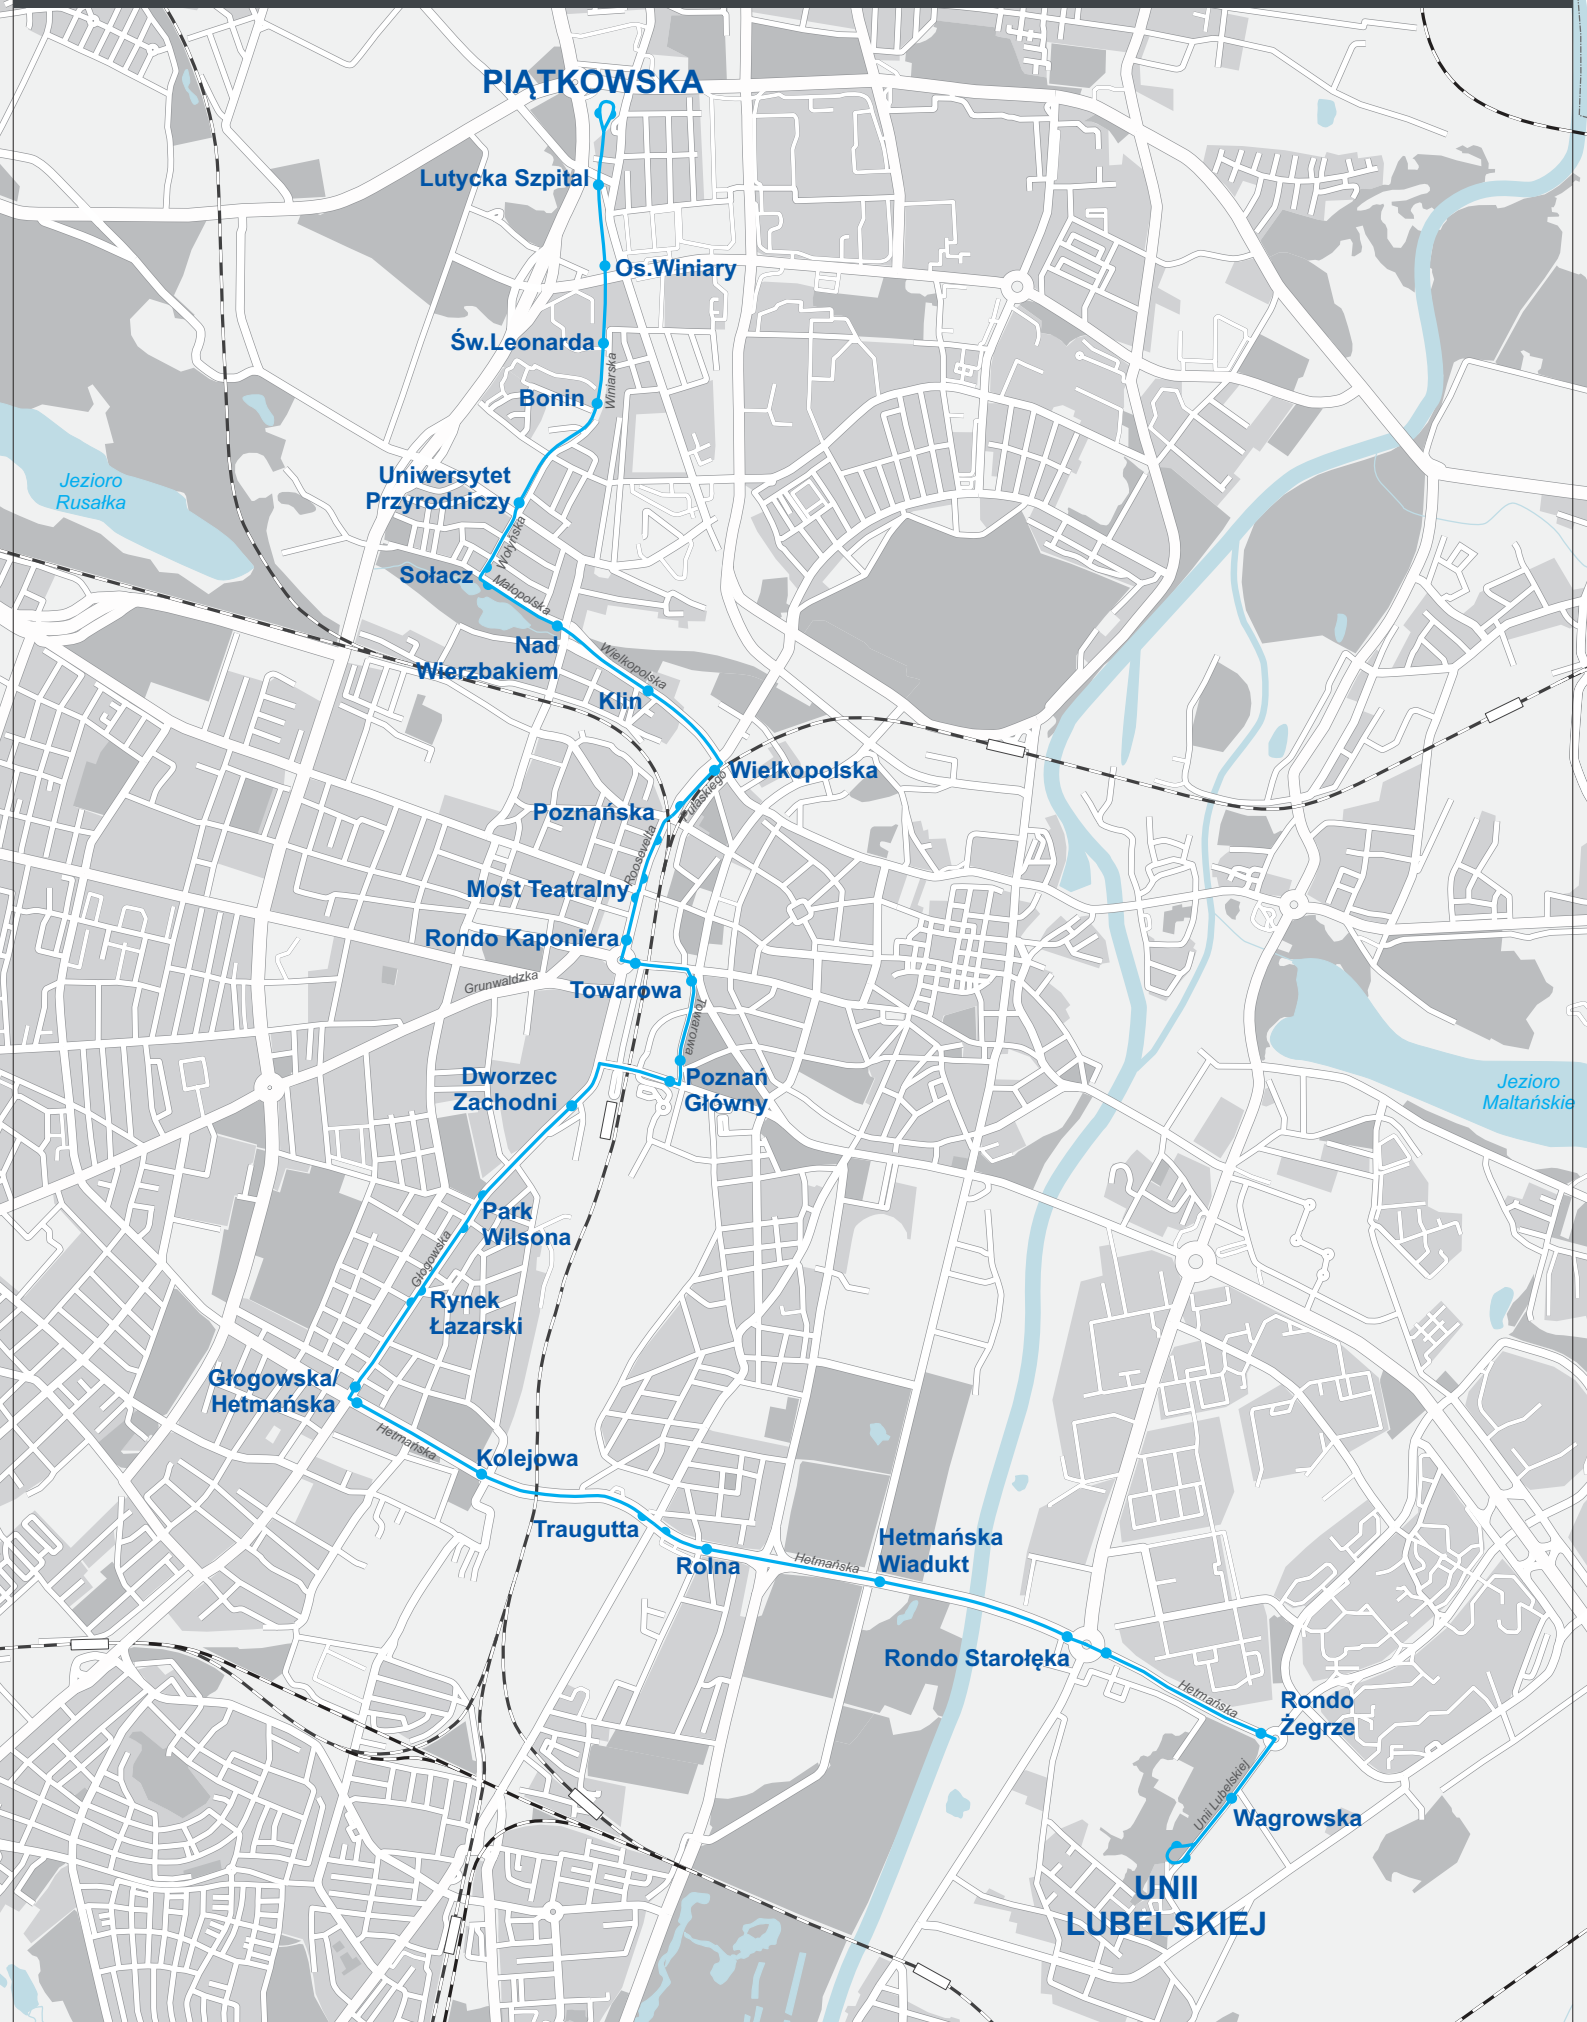 PIĄTKOWSKA
Lutycka Szpital
Os.Winiary
Św.Leonarda
Winiarska
Bonin
Uniwersytet
Przyrodniczy
Jezioro
Rusałka
Wołyńska
Sołacz
Małopolska
Nad
Wierzbakiem
Wielkopolska
Klin
Wielkopolska
Pułaskiego
Poznańska
Roosevelta
Most Teatralny
Rondo Kaponiera
Grunwaldzka
Towarowa
Towarowa
Dworzec
Zachodni
Poznań
Główny
Jezioro
Maltańskie
Park
Wilsona
Głogowska
Rynek
Łazarski
Głogowska/
Hetmańska
Hetmańska
Kolejowa
Traugutta
Rolna
Hetmańska
Hetmańska
Wiadukt
Rondo Starołęka
Hetmańska
Rondo
Żegrze
Unii Lubelskiej
Wagrowska
UNII
LUBELSKIEJ